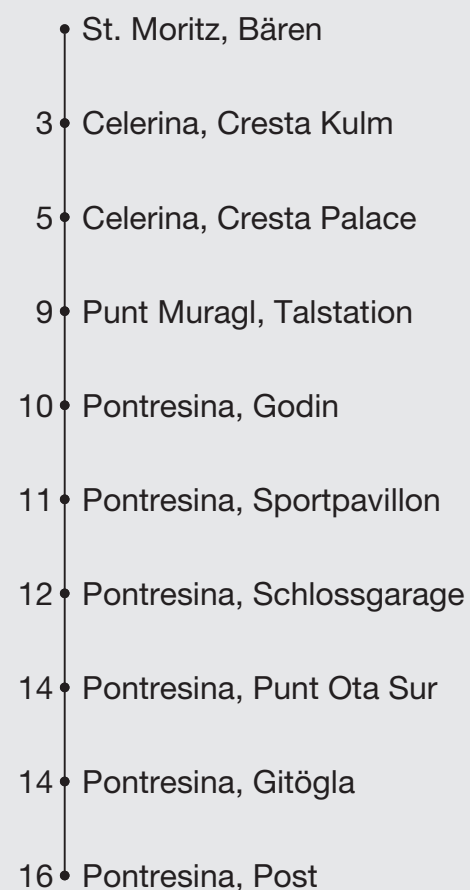 St. Moritz, Bären
3 Celerina, Cresta Kulm
5 Celerina, Cresta Palace
9 Punt Muragl, Talstation
10 Pontresina, Godin
11 Pontresina, Sportpavillon
12 Pontresina, Schlossgarage
14 Pontresina, Punt Ota Sur
14 Pontresina, Gitögla
16 Pontresina, Post